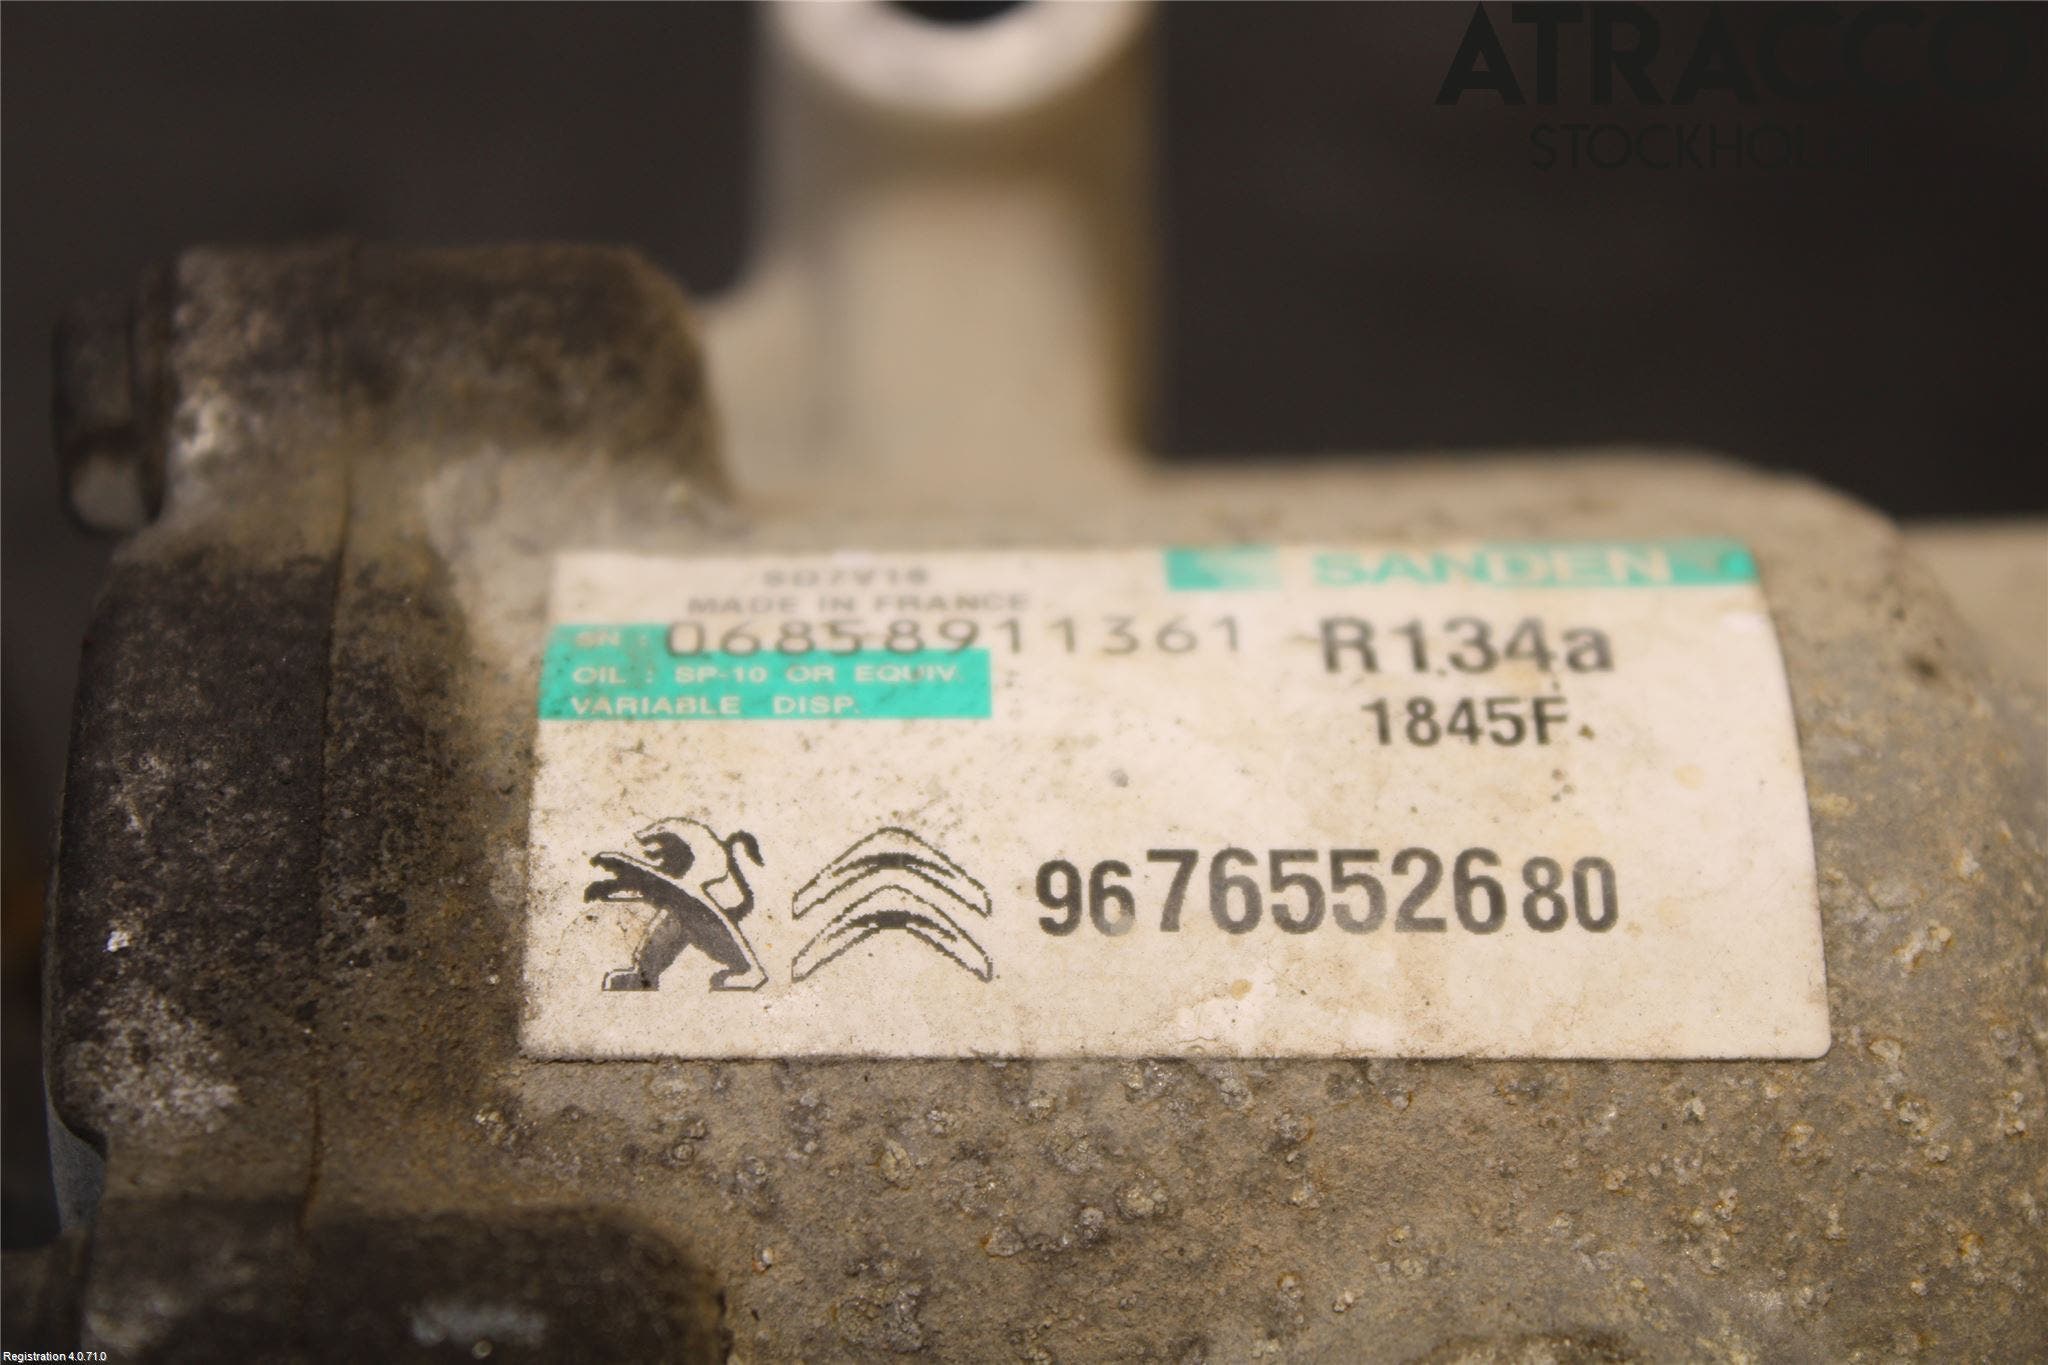 ATRACCO
STOCKHOLM
SANDEN
SD7V16
MADE IN FRANCE
SN : 06858911361
R134a
OIL : SP-10 OR EQUIV.
VARIABLE DISP.
1845F
9676552680
Registration 4.0.71.0